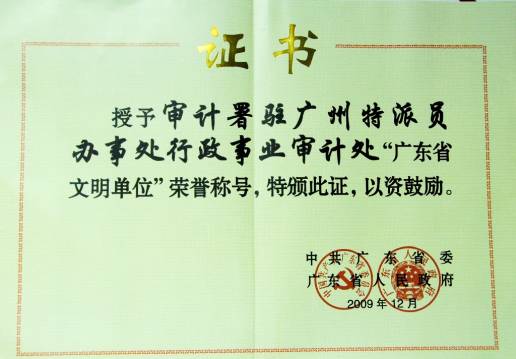 证书
授予审计署驻广州特派员
办事处行政事业审计处“广东省
文明单位”荣誉称号，特颁此证，以资鼓励。
中共广东省委
广东省人民政府
2009年12月